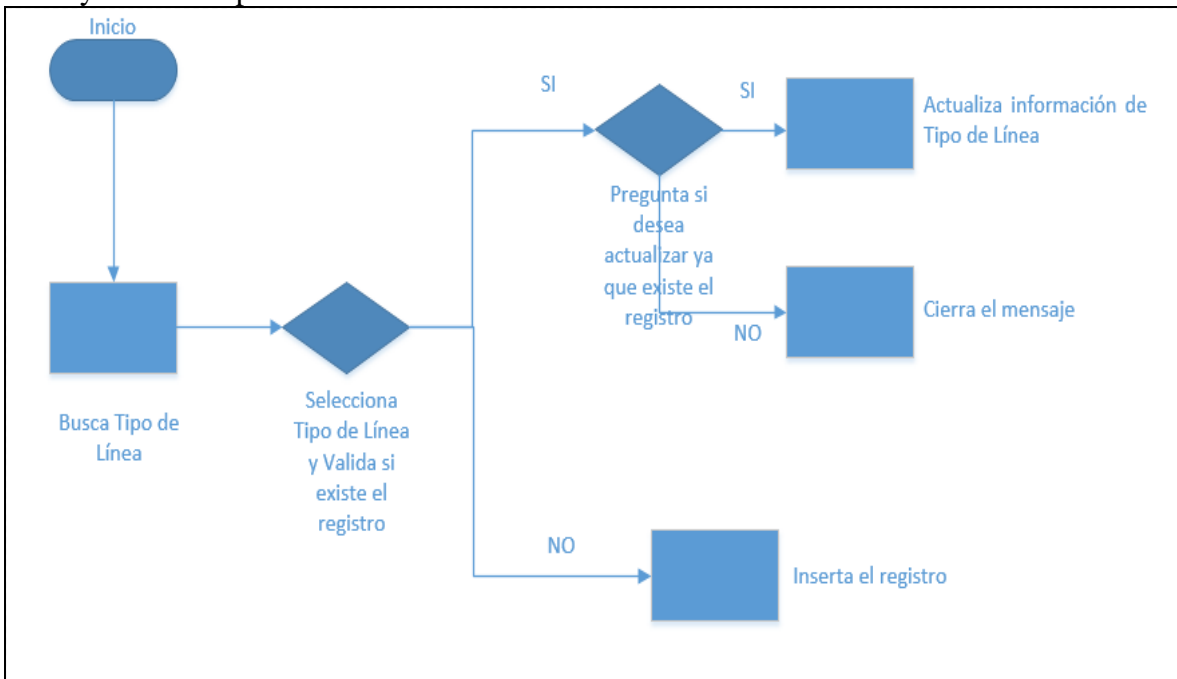 Inicio
SI
SI
Actualiza información de
Tipo de Línea
Pregunta si
desea
actualizar ya
que existe el
registro
Cierra el mensaje
NO
Busca Tipo de
Línea
Selecciona
Tipo de Línea
y Valida si
existe el
registro
NO
Inserta el registro